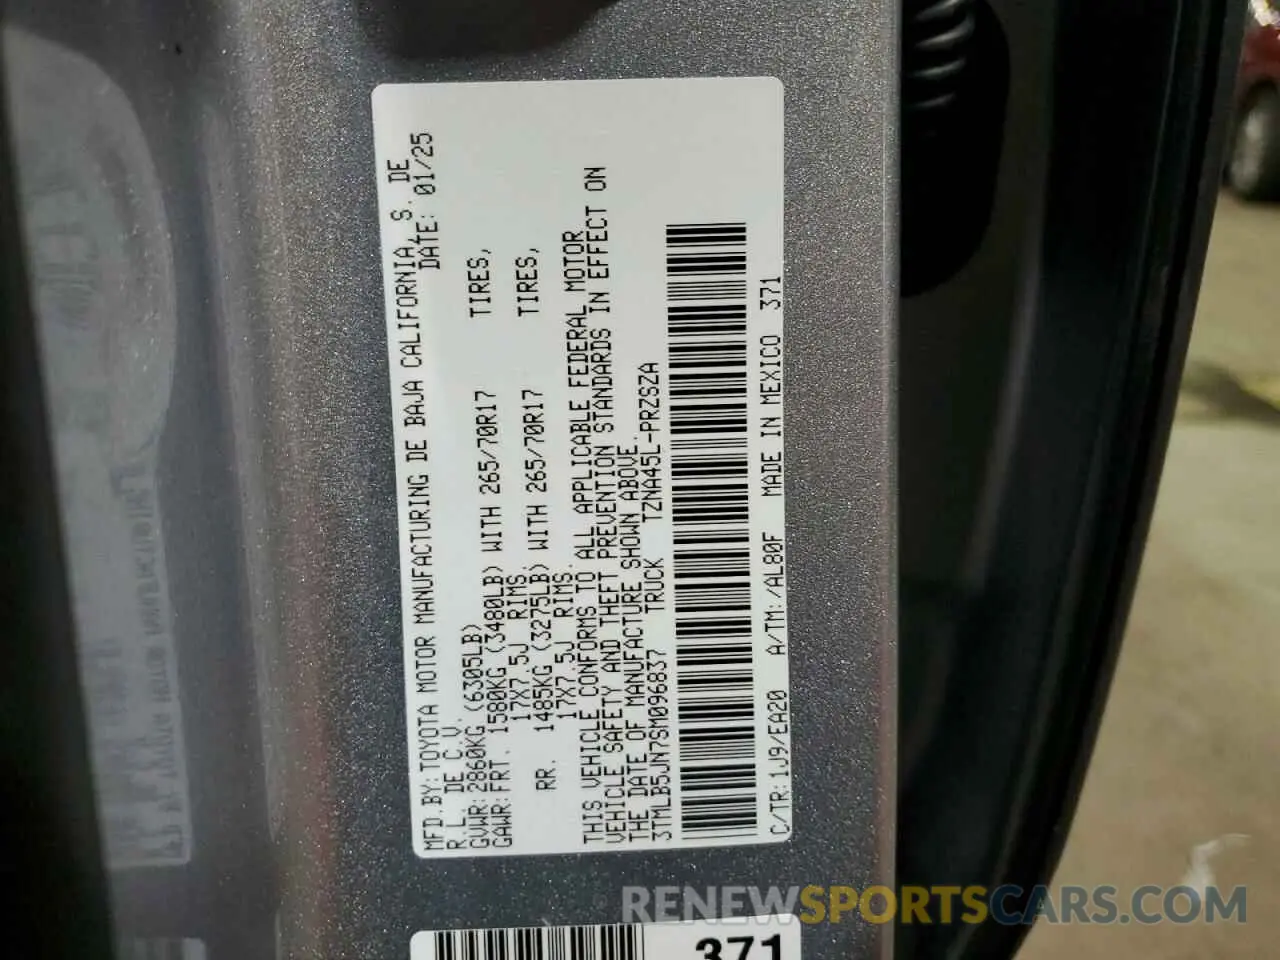 MFD.BY:TOYOTA MOTOR MANUFACTURING DE BAJA CALIFORNIA, S. DE
R.L. DE C.V. DATE: 01/25
GVWR:2860KG (6305LB)
GAWR:FRT. 1580KG (3480LB) WITH 265/70R17 TIRES,
17X7.5J RIMS.
RR. 1485KG (3275LB) WITH 265/70R17 TIRES,
17X7.5J RIMS.
THIS VEHICLE CONFORMS TO ALL APPLICABLE FEDERAL MOTOR
VEHICLE SAFETY AND THEFT PREVENTION STANDARDS IN EFFECT ON
THE DATE OF MANUFACTURE SHOWN ABOVE.
3TMLB5JN7SM096837 TRUCK TZNA45L-PRZSZA
C/TR:1J9/EA20 A/TM:/AL80F MADE IN MEXICO 371
371
RENEWSPORTSCARS.COM